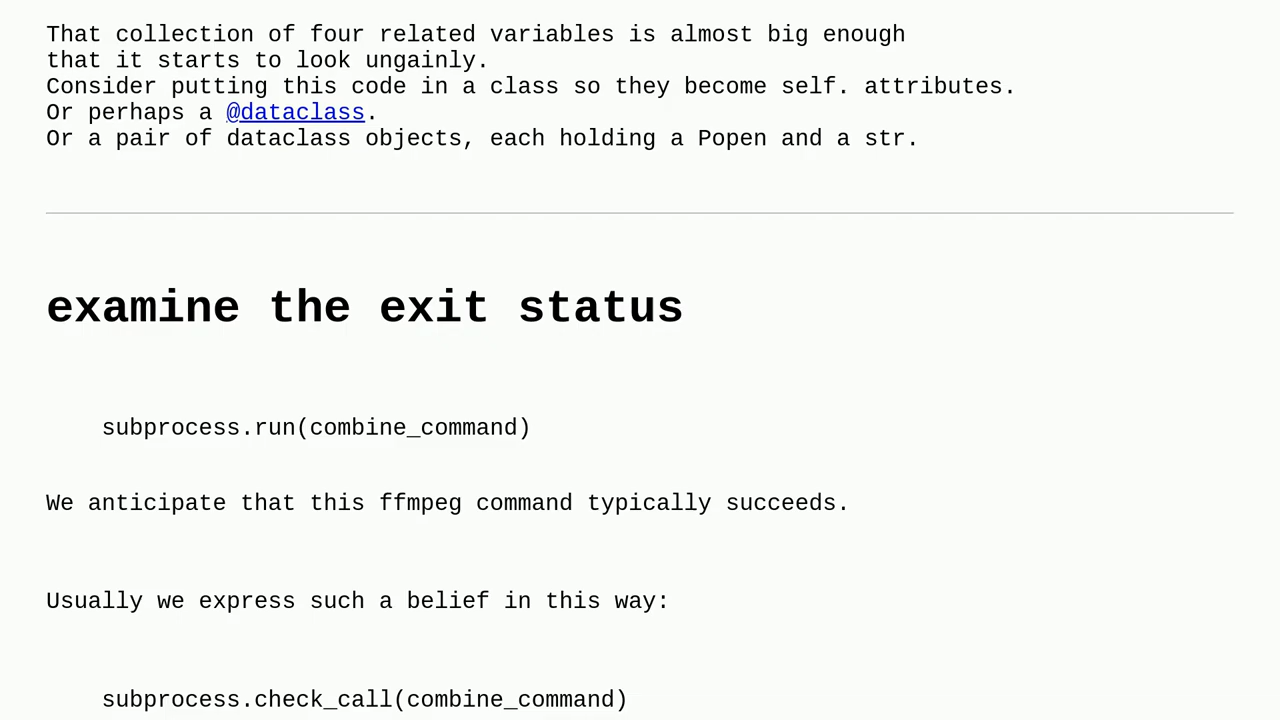 That collection of four related variables is almost big enough
that it starts to look ungainly.
Consider putting this code in a class so they become self. attributes.
Or perhaps a @dataclass.
Or a pair of dataclass objects, each holding a Popen and a str.
examine the exit status
subprocess.run(combine_command)
We anticipate that this ffmpeg command typically succeeds.
Usually we express such a belief in this way:
subprocess.check_call(combine_command)